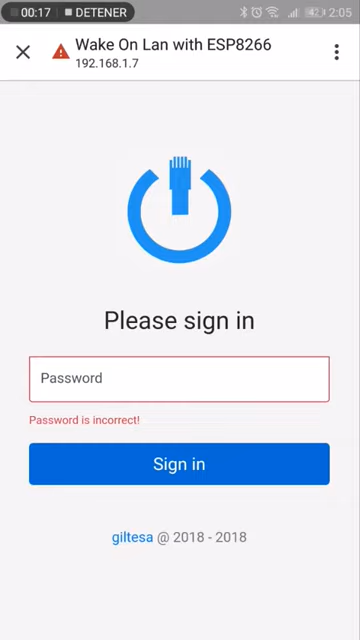 00:17 DETENER 42 2:05
Wake On Lan with ESP8266
192.168.1.7
Please sign in
Password
Password is incorrect!
Sign in
giltesa @ 2018 - 2018